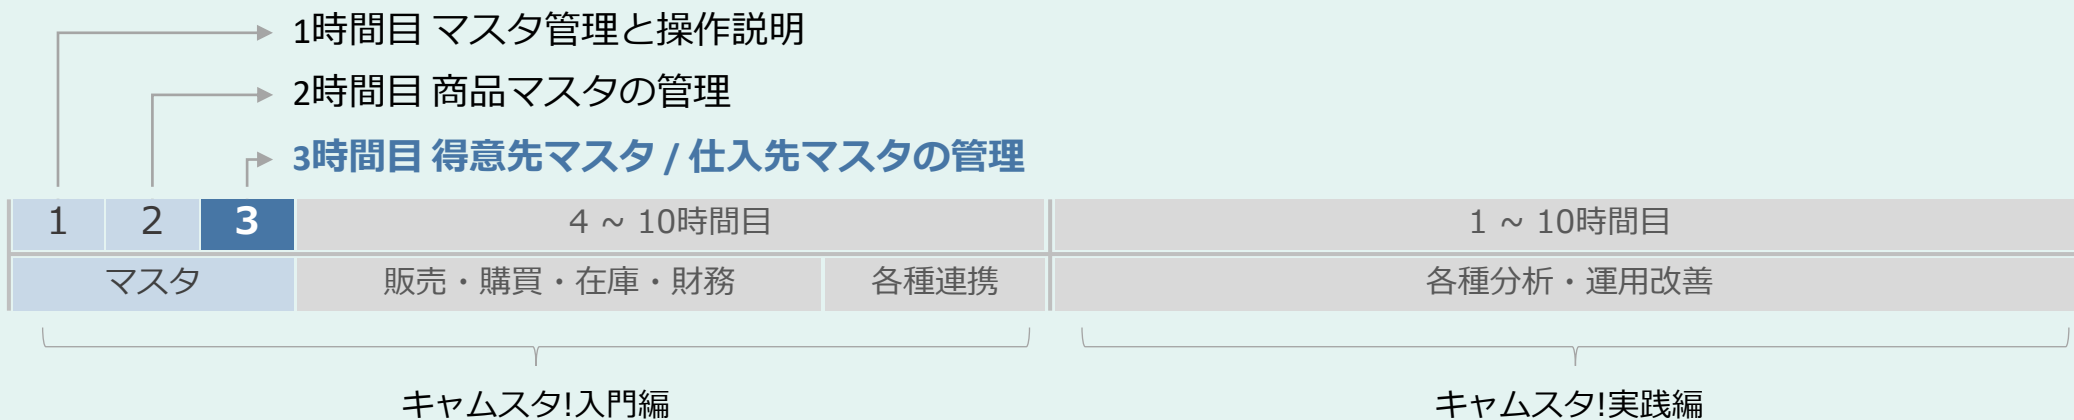 1時間目 マスタ管理と操作説明
2時間目 商品マスタの管理
3時間目 得意先マスタ / 仕入先マスタの管理
1 2 3 4 ~ 10時間目 1 ~ 10時間目
マスタ 販売・購買・在庫・財務 各種連携 各種分析・運用改善
キャムスタ!入門編 キャムスタ!実践編